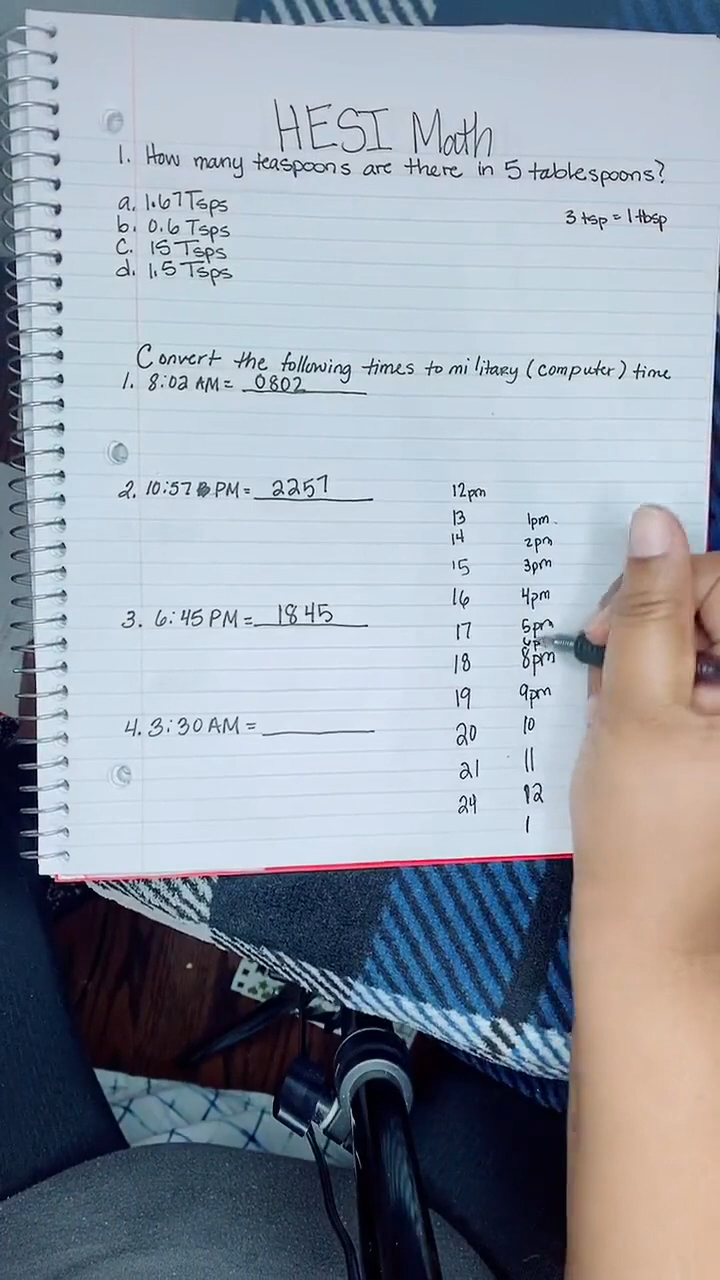 HESI Math
1. How many teaspoons are there in 5 tablespoons?
a. 1.67 Tsps
3 tsp = 1 tbsp
b. 0.6 Tsps
c. 15 Tsps
d. 1.5 Tsps
Convert the following times to military (computer) time
1. 8:02 AM = 0802
2. 10:57 PM = 2257
3. 6:45 PM = 1845
4. 3:30 AM =
12pm
13 1pm
14 2pm
15 3pm
16 4pm
17 5pm
18 8pm
19 9pm
20 10
21 11
24 12
1